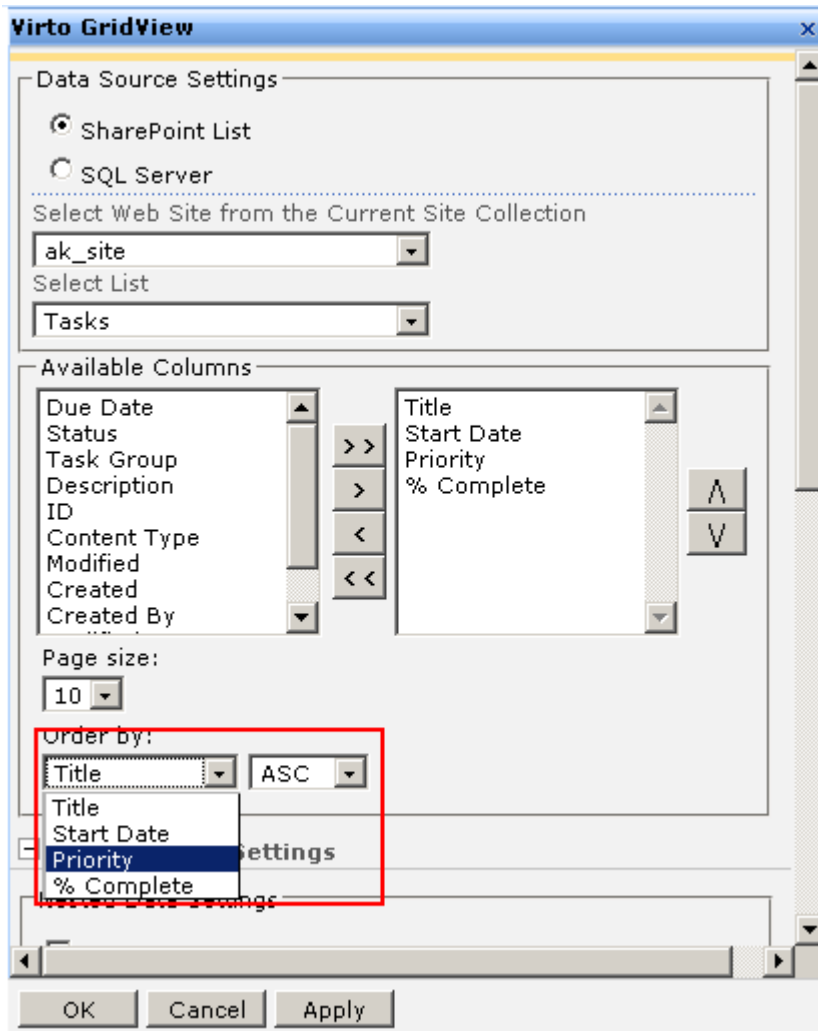 Virto GridView x
Data Source Settings
SharePoint List
SQL Server
Select Web Site from the Current Site Collection
ak_site
Select List
Tasks
Available Columns
Due Date
Status
Task Group
Description
ID
Content Type
Modified
Created
Created By
>>
>
<
<<
Title
Start Date
Priority
% Complete
Page size:
10
Order by:
Title ASC
Title
Start Date
Priority
% Complete
Settings
Nested Data Settings
OK Cancel Apply